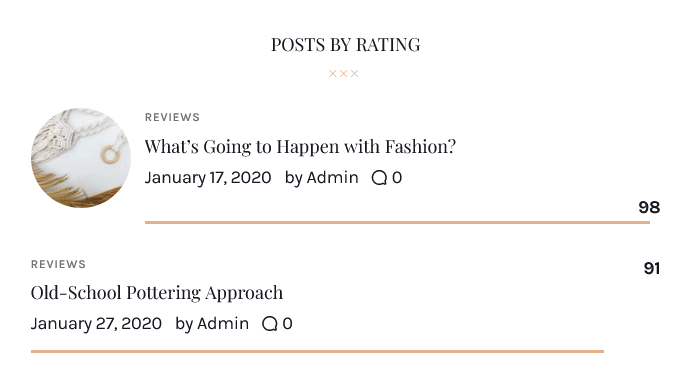 POSTS BY RATING
REVIEWS
What's Going to Happen with Fashion?
January 17, 2020 by Admin 0
98
REVIEWS
91
Old-School Pottering Approach
January 27, 2020 by Admin 0